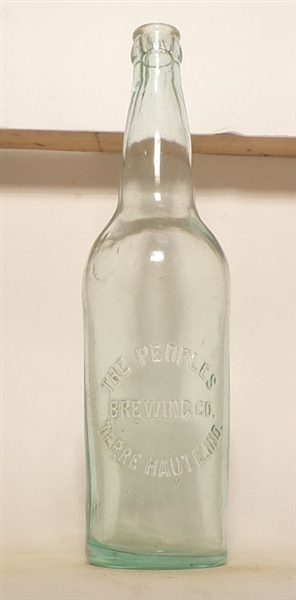 THE PEOPLES
BREWING CO.
TERRE HAUTE, IND.